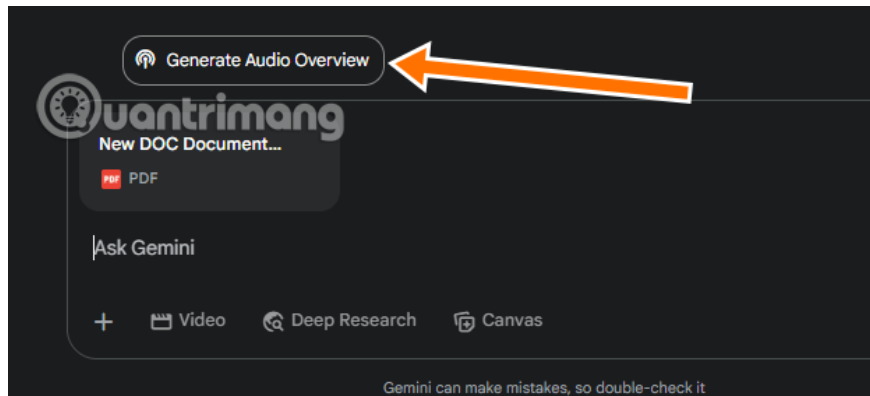 Generate Audio Overview
Quantrimang
New DOC Document...
PDF PDF
Ask Gemini
+ Video Deep Research Canvas
Gemini can make mistakes, so double-check it